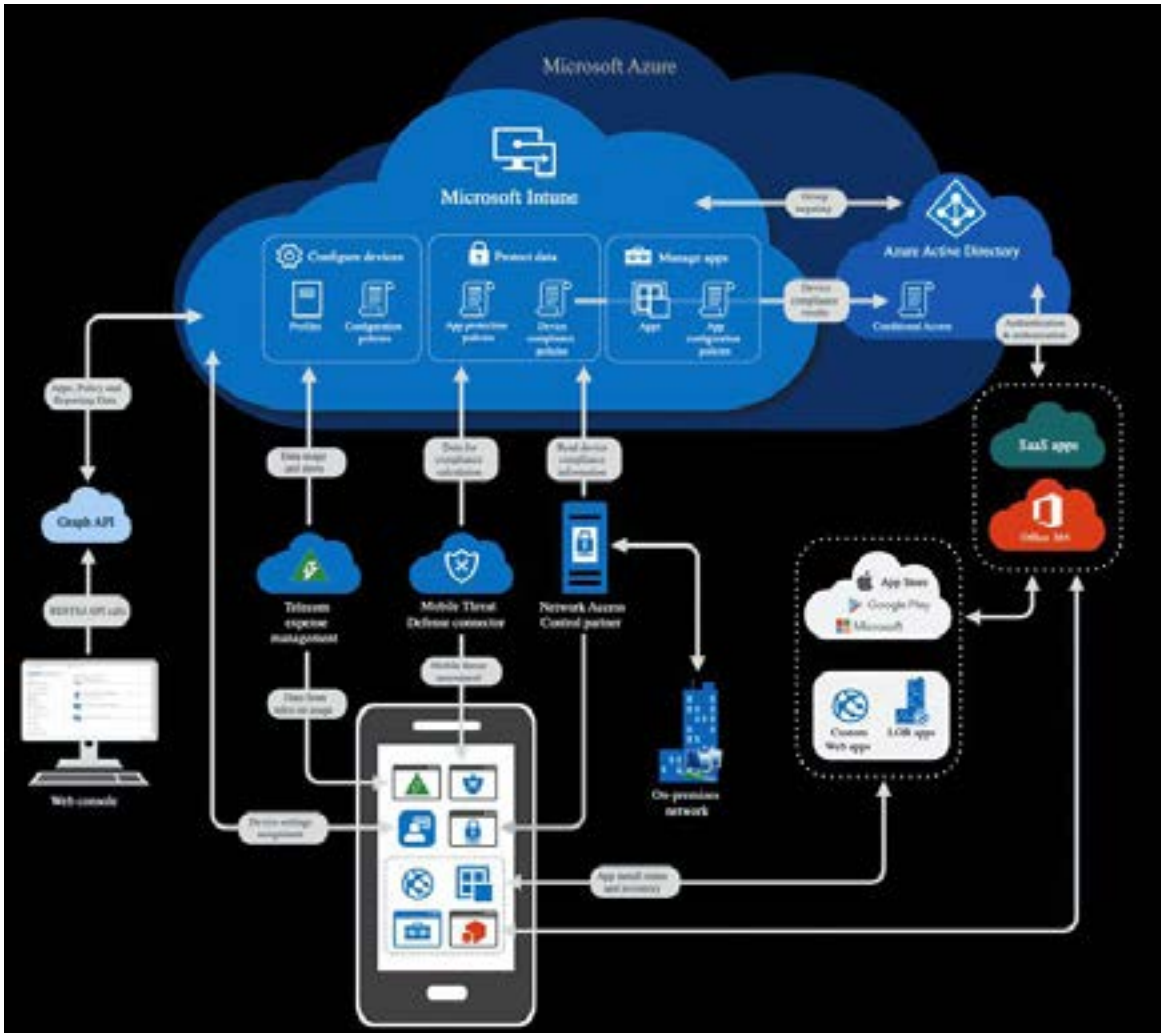 Microsoft Azure
Microsoft Intune
Group
targeting
Azure Active Directory
Configure devices
Protect data
Manage apps
Profiles
Configuration
policies
App protection
policies
Device
compliance
policies
Apps
App
configuration
policies
Device
compliance
results
Conditional Access
Authentication
& authorization
Apps, Policy and
Reporting Data
Data usage
and alerts
Data for
compliance
calculation
Read device
compliance
information
SaaS apps
Office 365
Graph API
App Store
Google Play
Microsoft
Telecom
expense
management
Mobile Threat
Defense connector
Network Access
Control partner
RESTful API calls
Mobile threat
assessment
Data from
usage
Custom
Web apps
LOB apps
Web console
On-premises
network
Device settings
assignment
App install status
and inventory